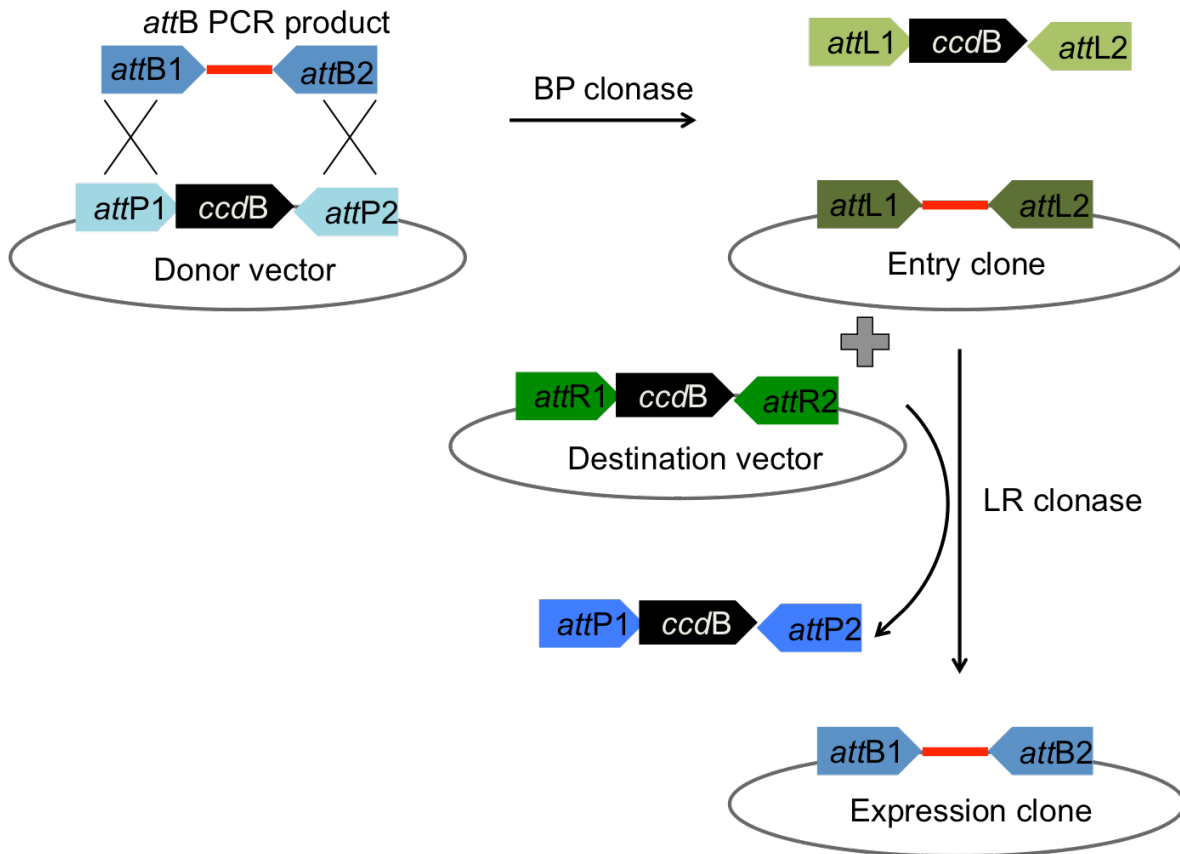 attB PCR product
attB1 attB2
attP1 ccdB attP2
Donor vector
BP clonase
attL1 ccdB attL2
attL1 attL2
Entry clone
attR1 ccdB attR2
Destination vector
LR clonase
attP1 ccdB attP2
attB1 attB2
Expression clone